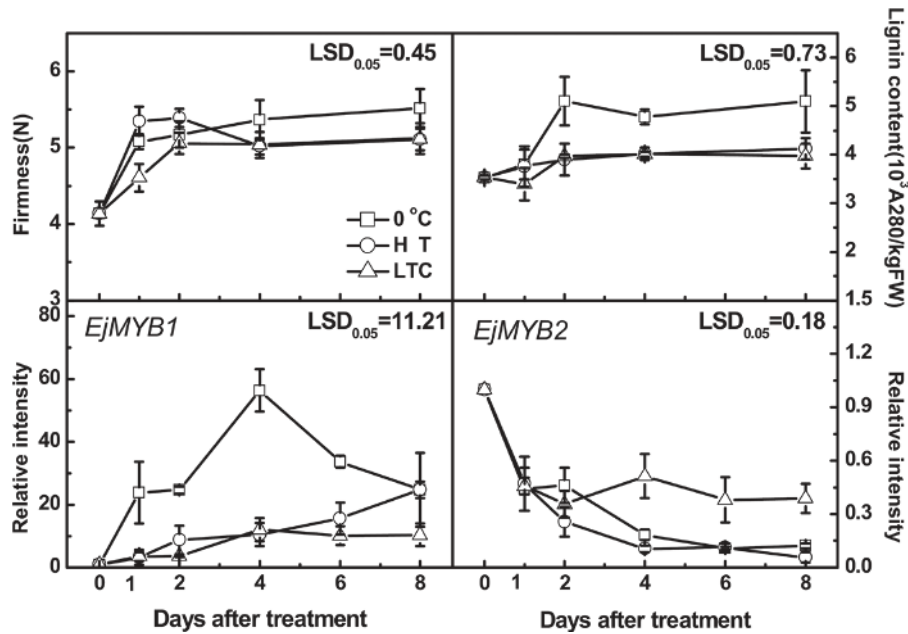 LSD0.05=0.45
LSD0.05=0.73
6
5
4
3
Firmness(N)
0 °C
H T
LTC
6
5
4
3
1.5
Lignin content(10³A280/kgFW)
EjMYB1
LSD0.05=11.21
EjMYB2
LSD0.05=0.18
80
60
40
20
0
Relative intensity
1.2
0.9
0.6
0.3
0.0
Relative intensity
0 1 2 4 6 8
0 1 2 4 6 8
Days after treatment
Days after treatment